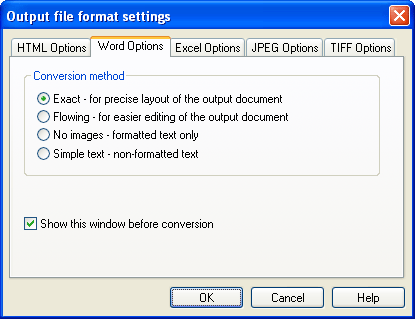 Output file format settings
HTML Options Word Options Excel Options JPEG Options TIFF Options
Conversion method
Exact - for precise layout of the output document
Flowing - for easier editing of the output document
No images - formatted text only
Simple text - non-formatted text
Show this window before conversion
OK Cancel Help